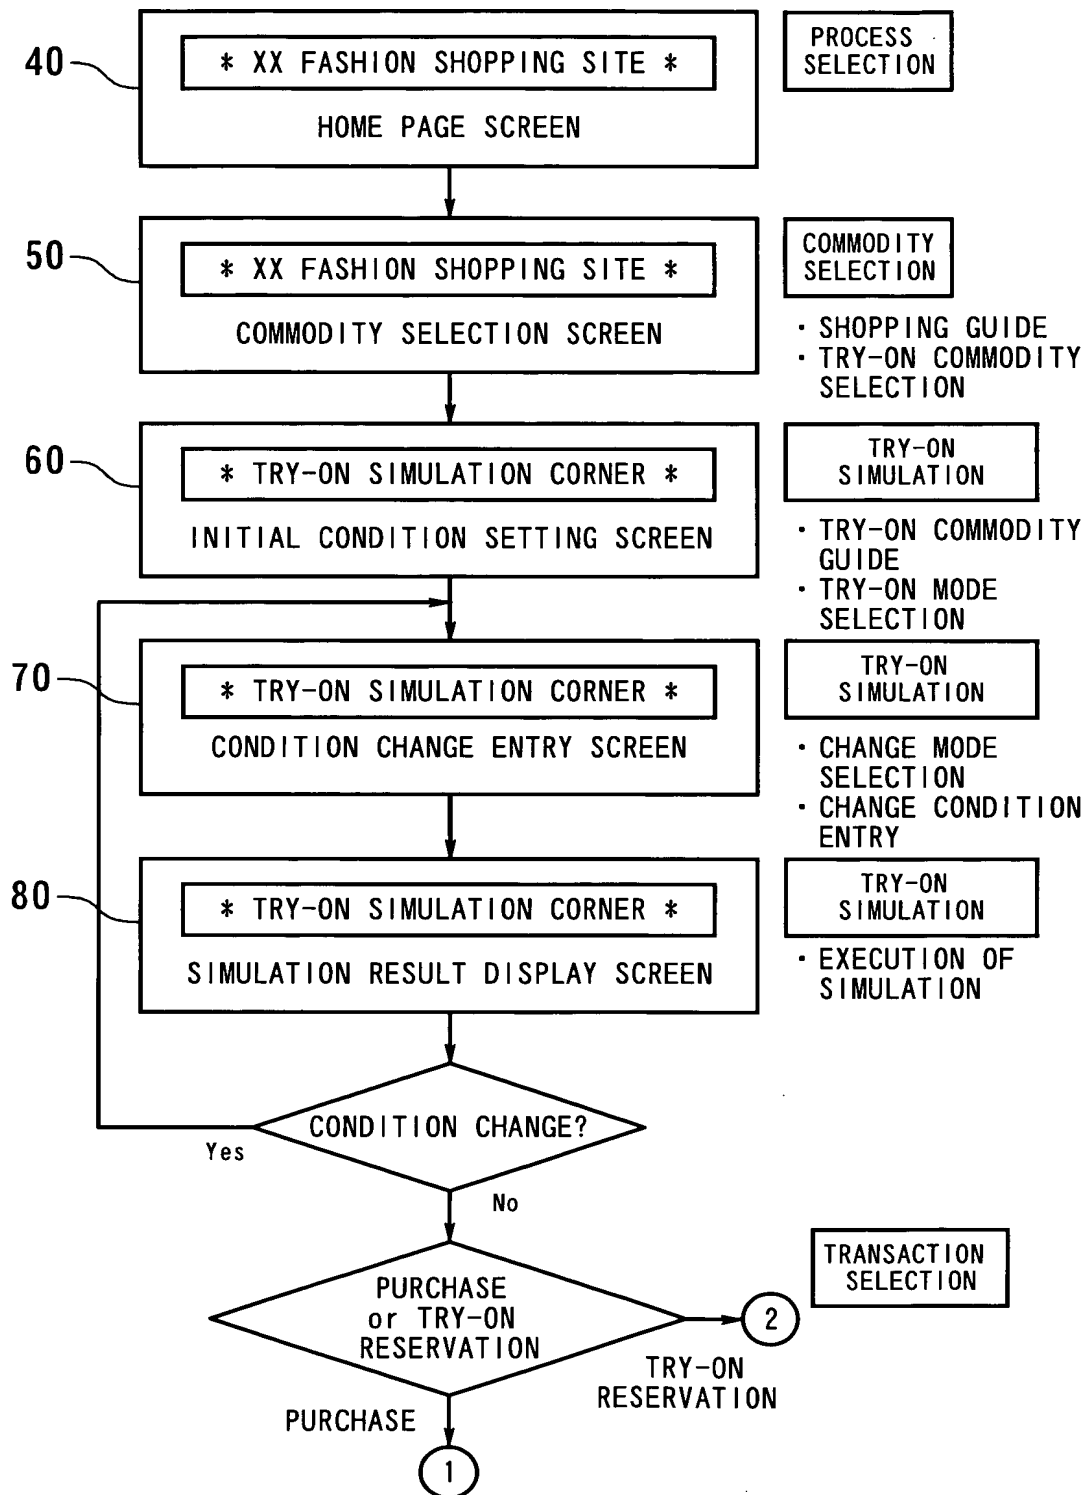 40
* XX FASHION SHOPPING SITE *
HOME PAGE SCREEN
PROCESS
SELECTION
50
* XX FASHION SHOPPING SITE *
COMMODITY SELECTION SCREEN
COMMODITY
SELECTION
· SHOPPING GUIDE
· TRY-ON COMMODITY
SELECTION
60
* TRY-ON SIMULATION CORNER *
INITIAL CONDITION SETTING SCREEN
TRY-ON
SIMULATION
· TRY-ON COMMODITY
GUIDE
· TRY-ON MODE
SELECTION
70
* TRY-ON SIMULATION CORNER *
CONDITION CHANGE ENTRY SCREEN
TRY-ON
SIMULATION
· CHANGE MODE
SELECTION
· CHANGE CONDITION
ENTRY
80
* TRY-ON SIMULATION CORNER *
SIMULATION RESULT DISPLAY SCREEN
TRY-ON
SIMULATION
· EXECUTION OF
SIMULATION
CONDITION CHANGE?
Yes
No
PURCHASE
or TRY-ON
RESERVATION
TRANSACTION
SELECTION
2
TRY-ON
RESERVATION
PURCHASE
1